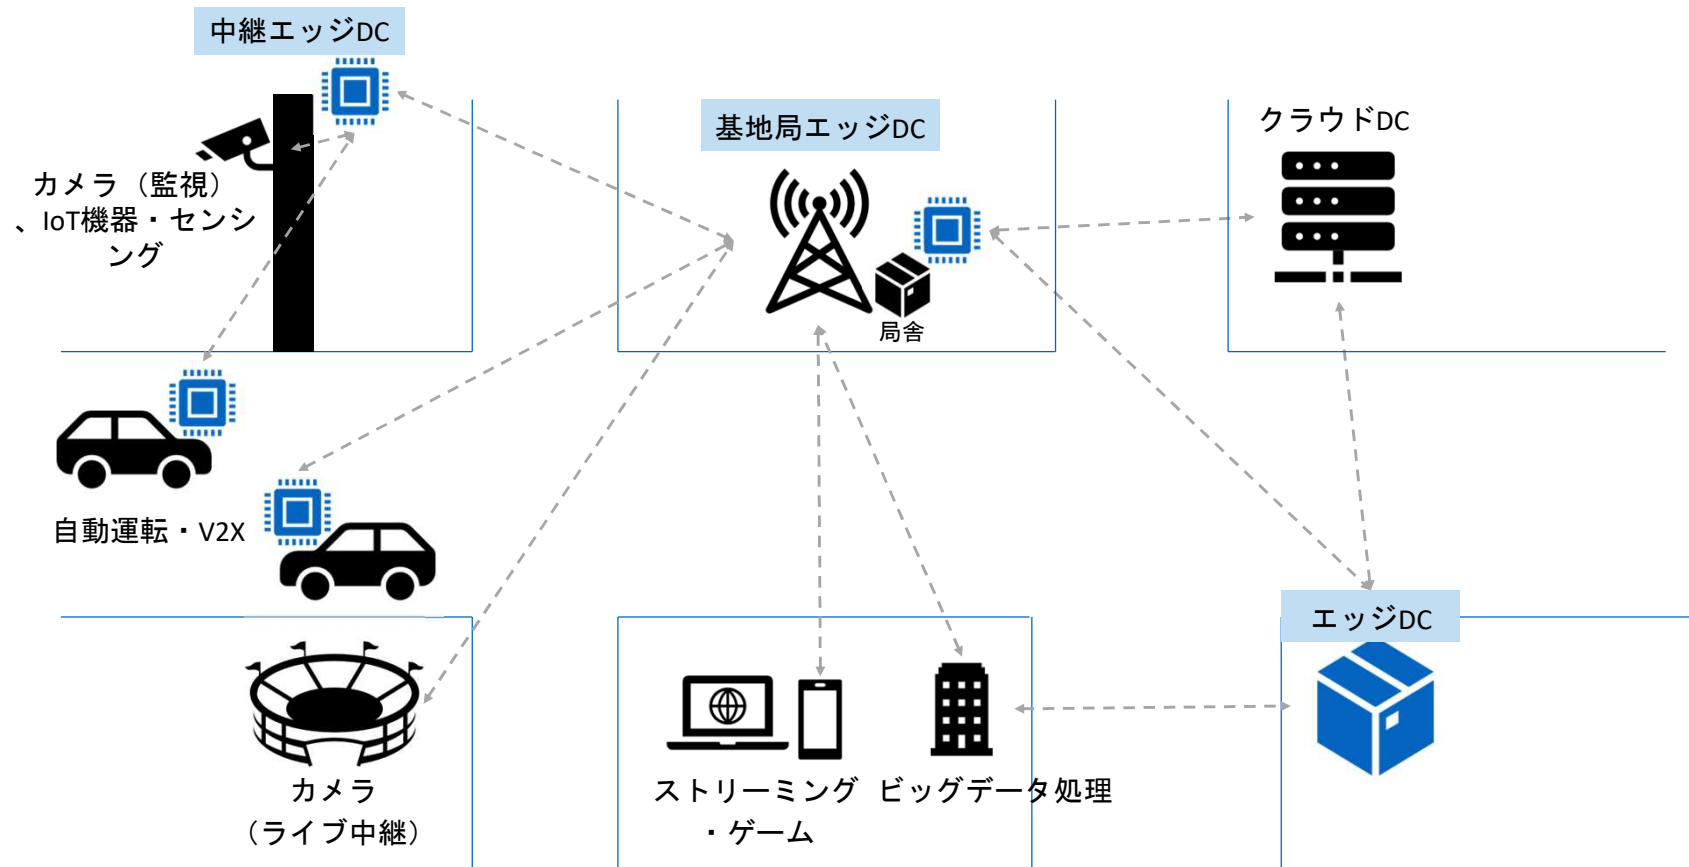 中継エッジDC
基地局エッジDC
クラウドDC
カメラ（監視）
、IoT機器・センシ
ング
局舎
自動運転・V2X
エッジDC
カメラ
（ライブ中継）
ストリーミング
・ゲーム
ビッグデータ処理